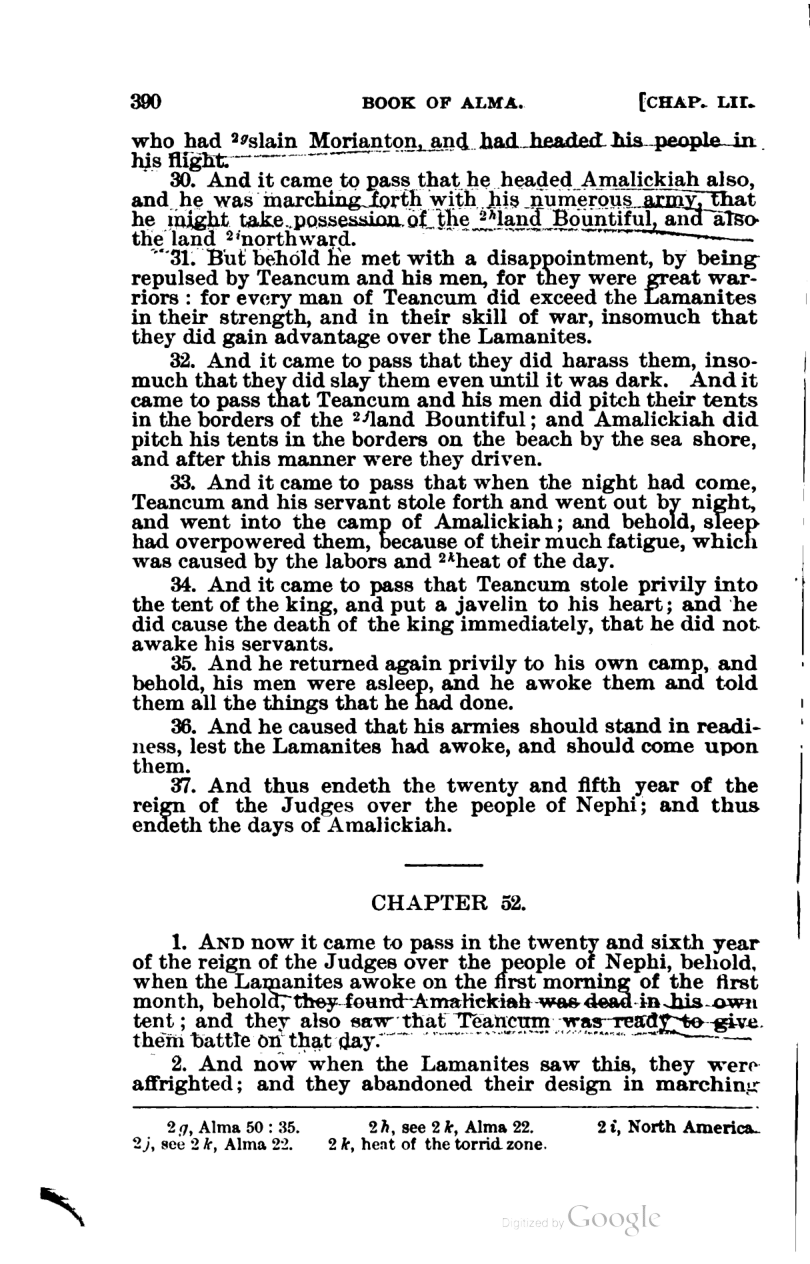 390 BOOK OF ALMA. [CHAP. LII.
who had ²ᵍslain Morianton, and had headed his people in
his flight.
30. And it came to pass that he headed Amalickiah also,
and he was marching forth with his numerous army, that
he might take possession of the ²ʰland Bountiful, and also
the land ²ⁱnorthward.
31. But behold he met with a disappointment, by being
repulsed by Teancum and his men, for they were great war-
riors : for every man of Teancum did exceed the Lamanites
in their strength, and in their skill of war, insomuch that
they did gain advantage over the Lamanites.
32. And it came to pass that they did harass them, inso-
much that they did slay them even until it was dark. And it
came to pass that Teancum and his men did pitch their tents
in the borders of the ²ʲland Bountiful; and Amalickiah did
pitch his tents in the borders on the beach by the sea shore,
and after this manner were they driven.
33. And it came to pass that when the night had come,
Teancum and his servant stole forth and went out by night,
and went into the camp of Amalickiah; and behold, sleep
had overpowered them, because of their much fatigue, which
was caused by the labors and ²ᵏheat of the day.
34. And it came to pass that Teancum stole privily into
the tent of the king, and put a javelin to his heart; and he
did cause the death of the king immediately, that he did not
awake his servants.
35. And he returned again privily to his own camp, and
behold, his men were asleep, and he awoke them and told
them all the things that he had done.
36. And he caused that his armies should stand in readi-
ness, lest the Lamanites had awoke, and should come upon
them.
37. And thus endeth the twenty and fifth year of the
reign of the Judges over the people of Nephi; and thus
endeth the days of Amalickiah.
CHAPTER 52.
1. AND now it came to pass in the twenty and sixth year
of the reign of the Judges over the people of Nephi, behold,
when the Lamanites awoke on the first morning of the first
month, behold, they found Amalickiah was dead in his own
tent; and they also saw that Teancum was ready to give
them battle on that day.
2. And now when the Lamanites saw this, they were
affrighted; and they abandoned their design in marching
2g, Alma 50 : 35. 2h, see 2k, Alma 22. 2i, North America.
2j, see 2k, Alma 22. 2k, heat of the torrid zone.
Digitized by Google